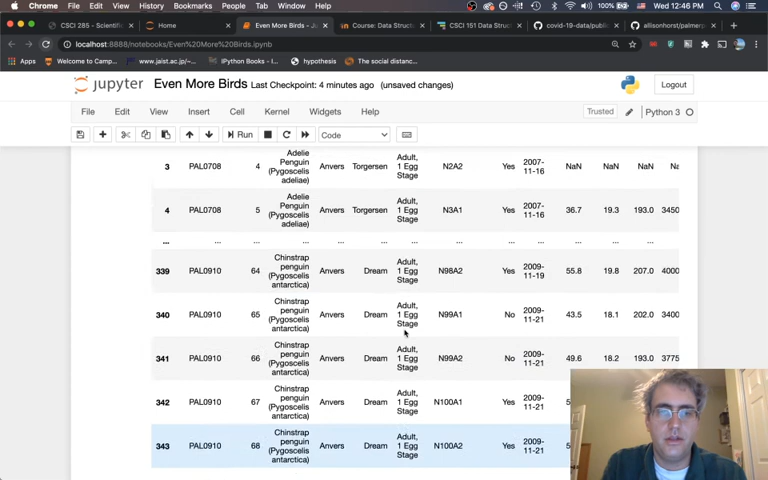 Chrome File Edit View History Bookmarks People Tab Window Help 100% Wed 12:46 PM
CSCI 285 - Scientifi Home Even More Birds - Ju Course: Data Structu CSCI 151 Data Struc covid-19-data/public allisonhorst/palmerp
localhost:8888/notebooks/Even%20More%20Birds.ipynb
Apps Welcome to Camp... www.jaist.ac.jp/~... IPython Books - I... hypothesis The social distanc...
jupyter Even More Birds Last Checkpoint: 4 minutes ago (unsaved changes) Logout
File Edit View Insert Cell Kernel Widgets Help Trusted Python 3
Run Code
3 PAL0708 4 Adelie Penguin (Pygoscelis adeliae) Anvers Torgersen Adult, 1 Egg Stage N2A2 Yes 2007-11-16 NaN NaN NaN
4 PAL0708 5 Adelie Penguin (Pygoscelis adeliae) Anvers Torgersen Adult, 1 Egg Stage N3A1 Yes 2007-11-16 36.7 19.3 193.0 3450
... ... ... ... ... ... ... ... ... ... ... ... ...
339 PAL0910 64 Chinstrap penguin (Pygoscelis antarctica) Anvers Dream Adult, 1 Egg Stage N98A2 Yes 2009-11-19 55.8 19.8 207.0 4000
340 PAL0910 65 Chinstrap penguin (Pygoscelis antarctica) Anvers Dream Adult, 1 Egg Stage N99A1 No 2009-11-21 43.5 18.1 202.0 3400
341 PAL0910 66 Chinstrap penguin (Pygoscelis antarctica) Anvers Dream Adult, 1 Egg Stage N99A2 No 2009-11-21 49.6 18.2 193.0 3775
342 PAL0910 67 Chinstrap penguin (Pygoscelis antarctica) Anvers Dream Adult, 1 Egg Stage N100A1 Yes 2009-11-21 5
343 PAL0910 68 Chinstrap penguin (Pygoscelis antarctica) Anvers Dream Adult, 1 Egg Stage N100A2 Yes 2009-11-21 5